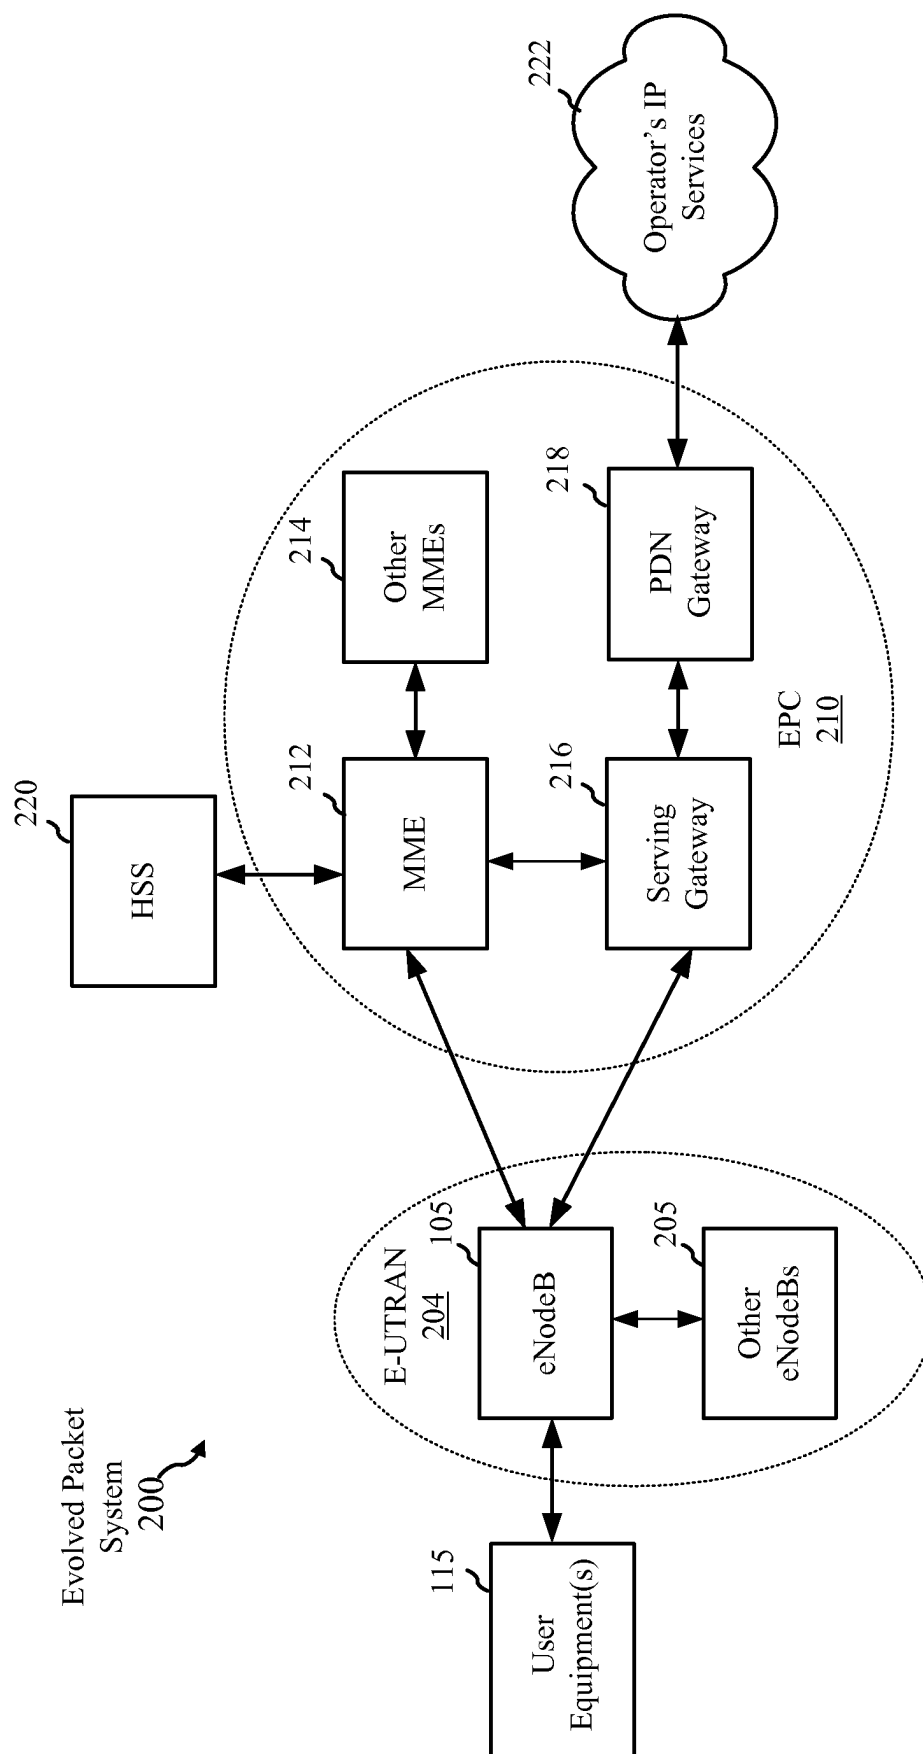 Evolved Packet
System
200
User
Equipment(s)
115
E-UTRAN
204
eNodeB
105
Other
eNodeBs
205
HSS
220
MME
212
Other
MMEs
214
Serving
Gateway
216
PDN
Gateway
218
EPC
210
Operator’s IP
Services
222